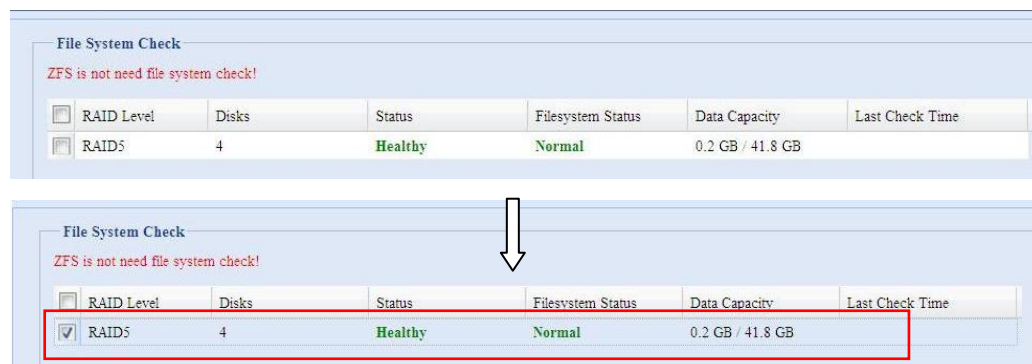 File System Check
ZFS is not need file system check!
RAID Level Disks Status Filesystem Status Data Capacity Last Check Time
RAID5 4 Healthy Normal 0.2 GB / 41.8 GB
File System Check
ZFS is not need file system check!
RAID Level Disks Status Filesystem Status Data Capacity Last Check Time
RAID5 4 Healthy Normal 0.2 GB / 41.8 GB